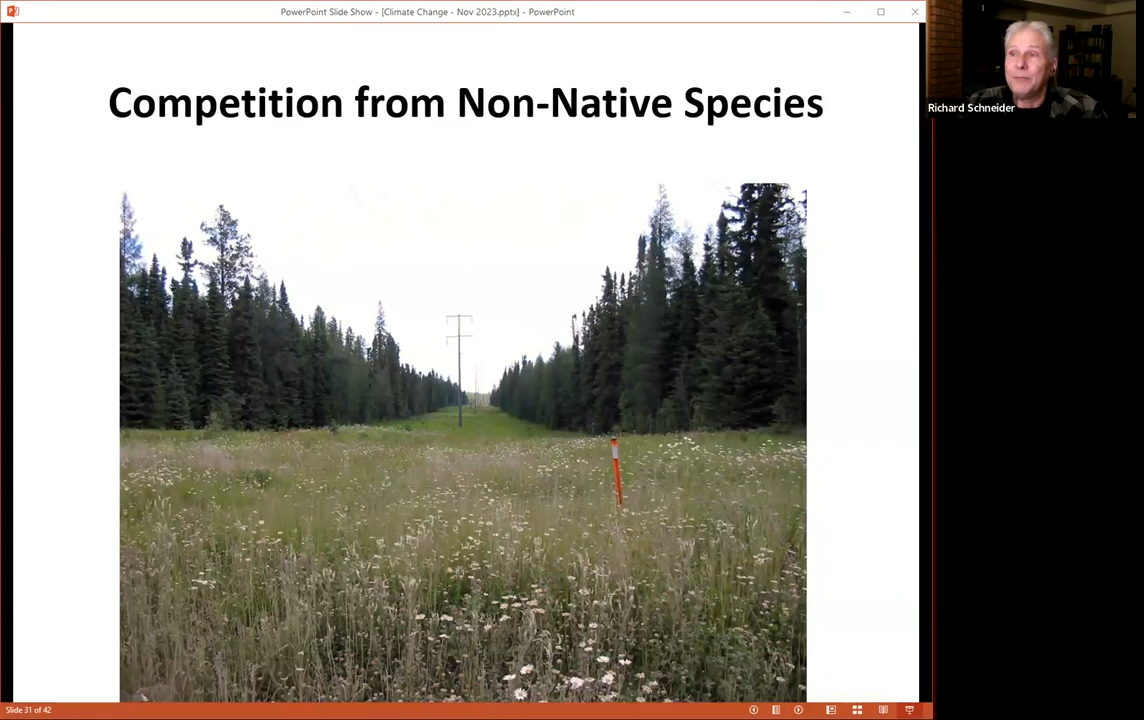 PowerPoint Slide Show - [Climate Change - Nov 2023.pptx] - PowerPoint
Competition from Non-Native Species
Richard Schneider
Slide 31 of 42